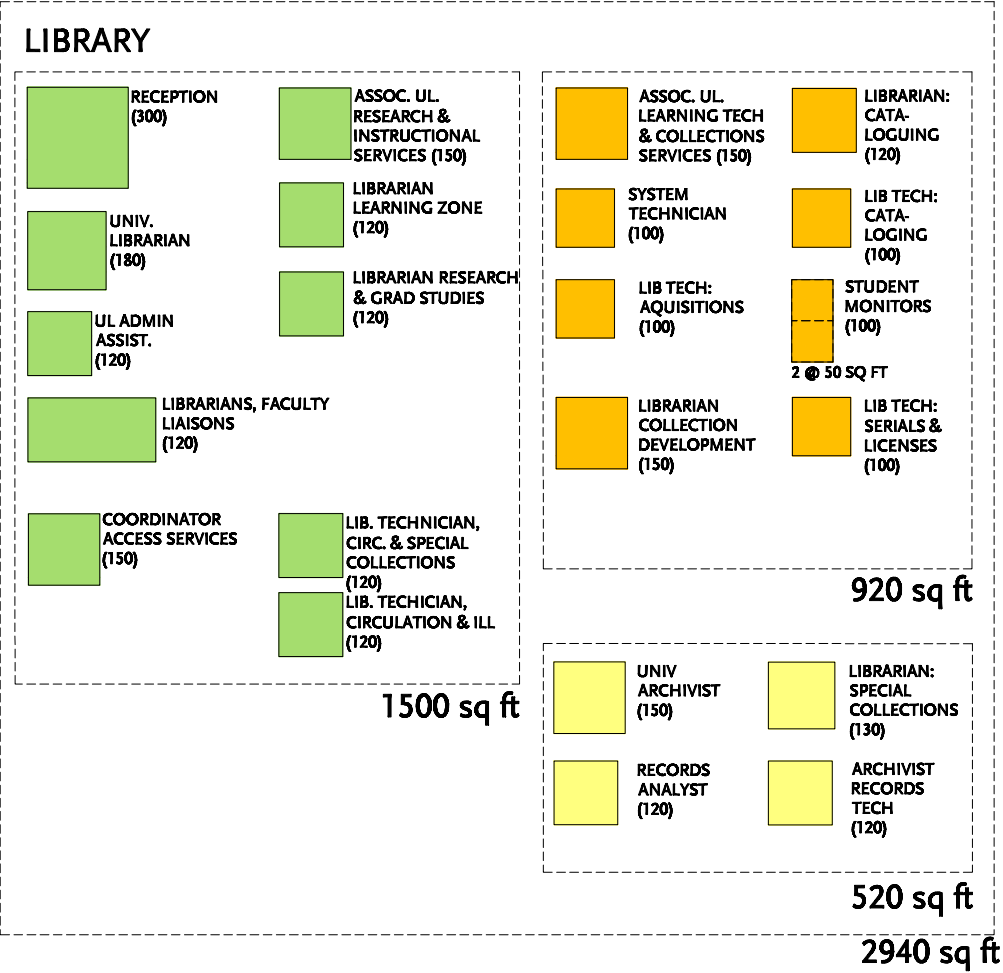 LIBRARY
RECEPTION
(300)
UNIV.
LIBRARIAN
(180)
UL ADMIN
ASSIST.
(120)
LIBRARIANS, FACULTY
LIAISONS
(120)
COORDINATOR
ACCESS SERVICES
(150)
ASSOC. UL.
RESEARCH &
INSTRUCTIONAL
SERVICES (150)
LIBRARIAN
LEARNING ZONE
(120)
LIBRARIAN RESEARCH
& GRAD STUDIES
(120)
LIB. TECHNICIAN,
CIRC. & SPECIAL
COLLECTIONS
(120)
LIB. TECHICIAN,
CIRCULATION & ILL
(120)
1500 sq ft
ASSOC. UL.
LEARNING TECH
& COLLECTIONS
SERVICES (150)
SYSTEM
TECHNICIAN
(100)
LIB TECH:
AQUISITIONS
(100)
LIBRARIAN
COLLECTION
DEVELOPMENT
(150)
LIBRARIAN:
CATA-
LOGUING
(120)
LIB TECH:
CATA-
LOGING
(100)
STUDENT
MONITORS
(100)
2 @ 50 SQ FT
LIB TECH:
SERIALS &
LICENSES
(100)
920 sq ft
UNIV
ARCHIVIST
(150)
RECORDS
ANALYST
(120)
LIBRARIAN:
SPECIAL
COLLECTIONS
(130)
ARCHIVIST
RECORDS
TECH
(120)
520 sq ft
2940 sq ft